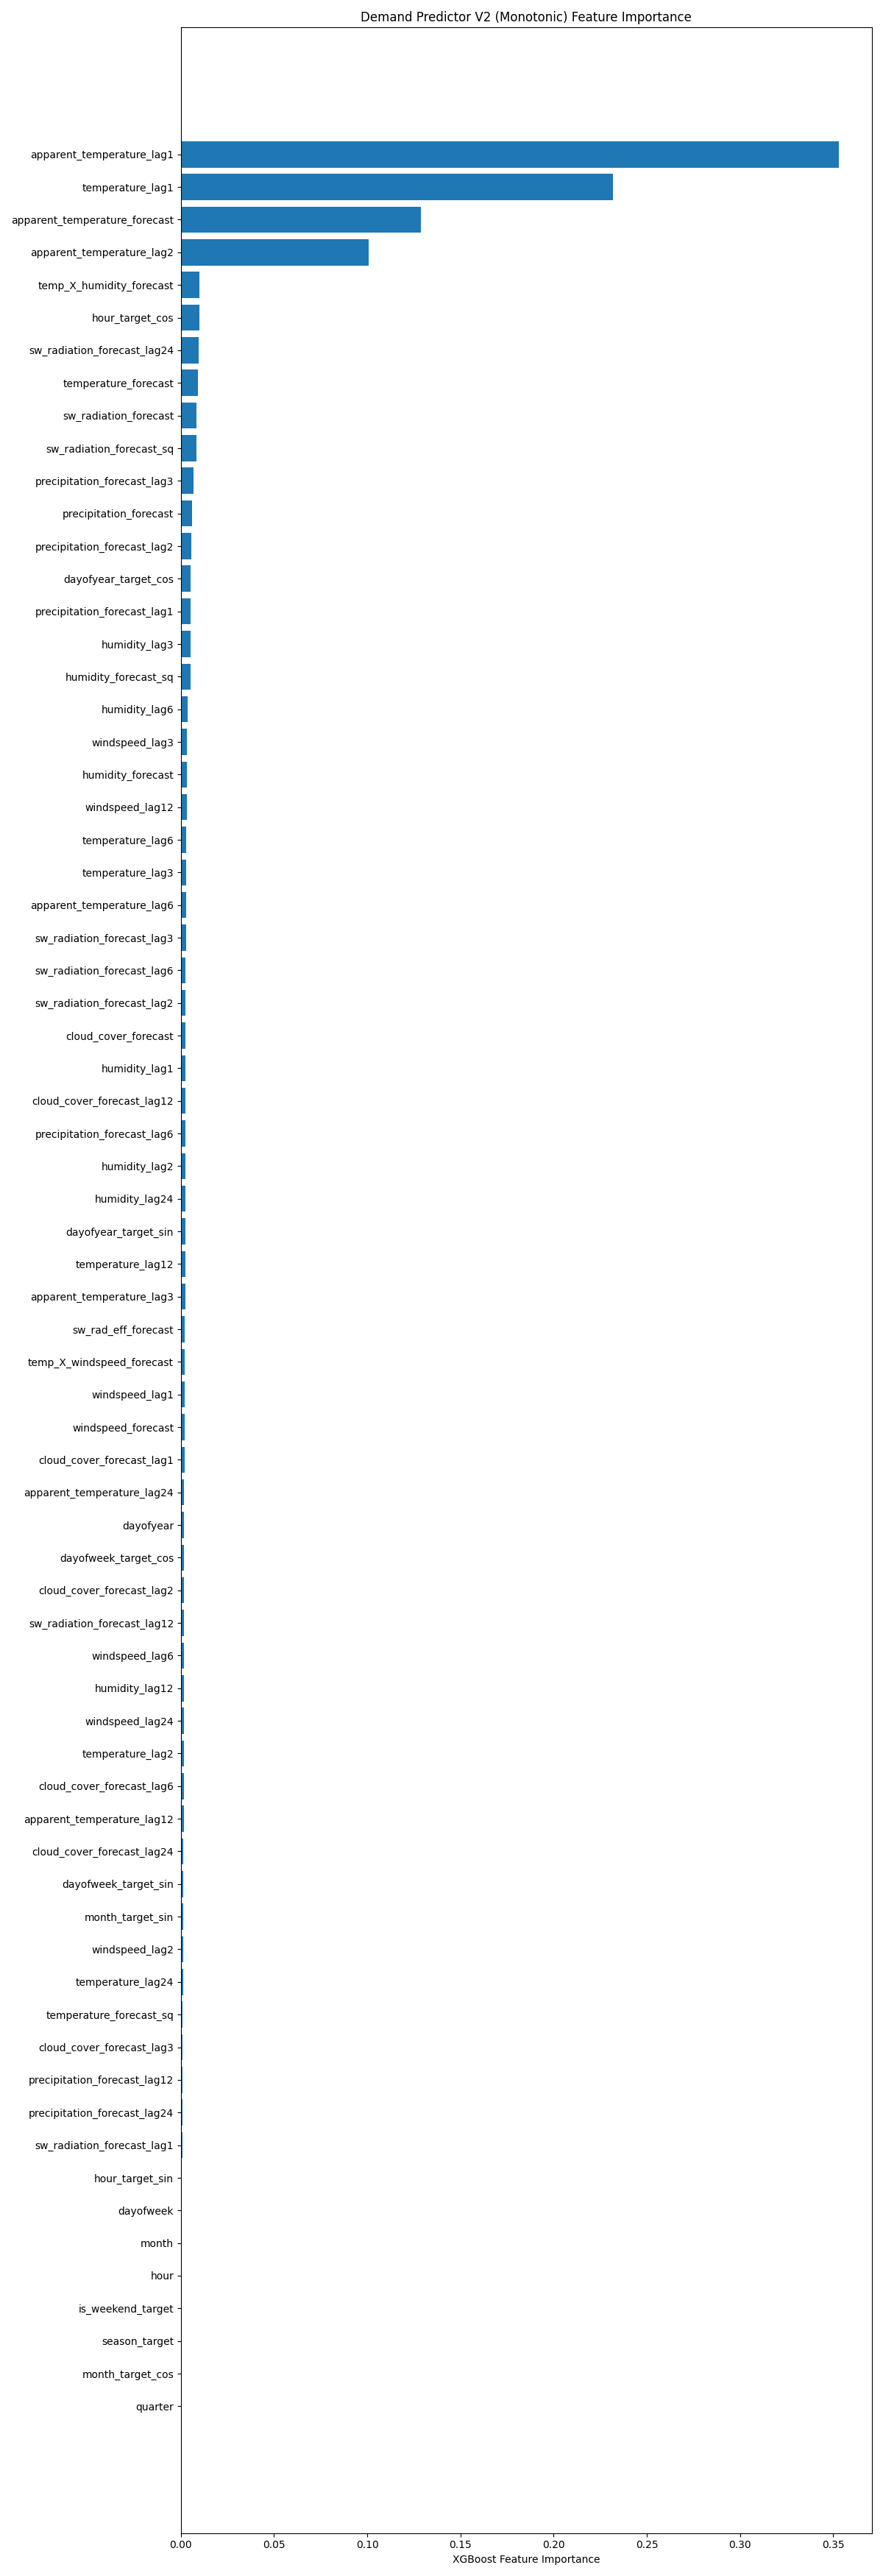 Demand Predictor V2 (Monotonic) Feature Importance
apparent_temperature_lag1
temperature_lag1
apparent_temperature_forecast
apparent_temperature_lag2
temp_X_humidity_forecast
hour_target_cos
sw_radiation_forecast_lag24
temperature_forecast
sw_radiation_forecast
sw_radiation_forecast_sq
precipitation_forecast_lag3
precipitation_forecast
precipitation_forecast_lag2
dayofyear_target_cos
precipitation_forecast_lag1
humidity_lag3
humidity_forecast_sq
humidity_lag6
windspeed_lag3
humidity_forecast
windspeed_lag12
temperature_lag6
temperature_lag3
apparent_temperature_lag6
sw_radiation_forecast_lag3
sw_radiation_forecast_lag6
sw_radiation_forecast_lag2
cloud_cover_forecast
humidity_lag1
cloud_cover_forecast_lag12
precipitation_forecast_lag6
humidity_lag2
humidity_lag24
dayofyear_target_sin
temperature_lag12
apparent_temperature_lag3
sw_rad_eff_forecast
temp_X_windspeed_forecast
windspeed_lag1
windspeed_forecast
cloud_cover_forecast_lag1
apparent_temperature_lag24
dayofyear
dayofweek_target_cos
cloud_cover_forecast_lag2
sw_radiation_forecast_lag12
windspeed_lag6
humidity_lag12
windspeed_lag24
temperature_lag2
cloud_cover_forecast_lag6
apparent_temperature_lag12
cloud_cover_forecast_lag24
dayofweek_target_sin
month_target_sin
windspeed_lag2
temperature_lag24
temperature_forecast_sq
cloud_cover_forecast_lag3
precipitation_forecast_lag12
precipitation_forecast_lag24
sw_radiation_forecast_lag1
hour_target_sin
dayofweek
month
hour
is_weekend_target
season_target
month_target_cos
quarter
0.00 0.05 0.10 0.15 0.20 0.25 0.30 0.35
XGBoost Feature Importance